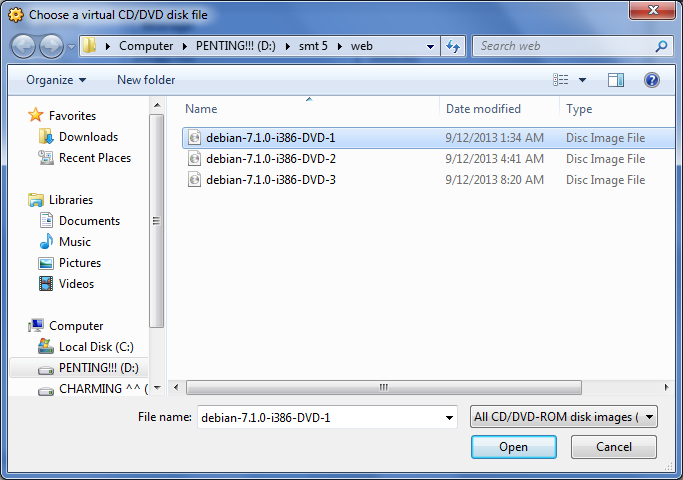 Choose a virtual CD/DVD disk file
Computer PENTING!!! (D:) smt 5 web Search web
Organize New folder
Name Date modified Type
Favorites
Downloads
Recent Places
Libraries
Documents
Music
Pictures
Videos
Computer
Local Disk (C:)
PENTING!!! (D:)
CHARMING ^^ (
debian-7.1.0-i386-DVD-1 9/12/2013 1:34 AM Disc Image File
debian-7.1.0-i386-DVD-2 9/12/2013 4:41 AM Disc Image File
debian-7.1.0-i386-DVD-3 9/12/2013 8:20 AM Disc Image File
File name: debian-7.1.0-i386-DVD-1 All CD/DVD-ROM disk images (
Open Cancel